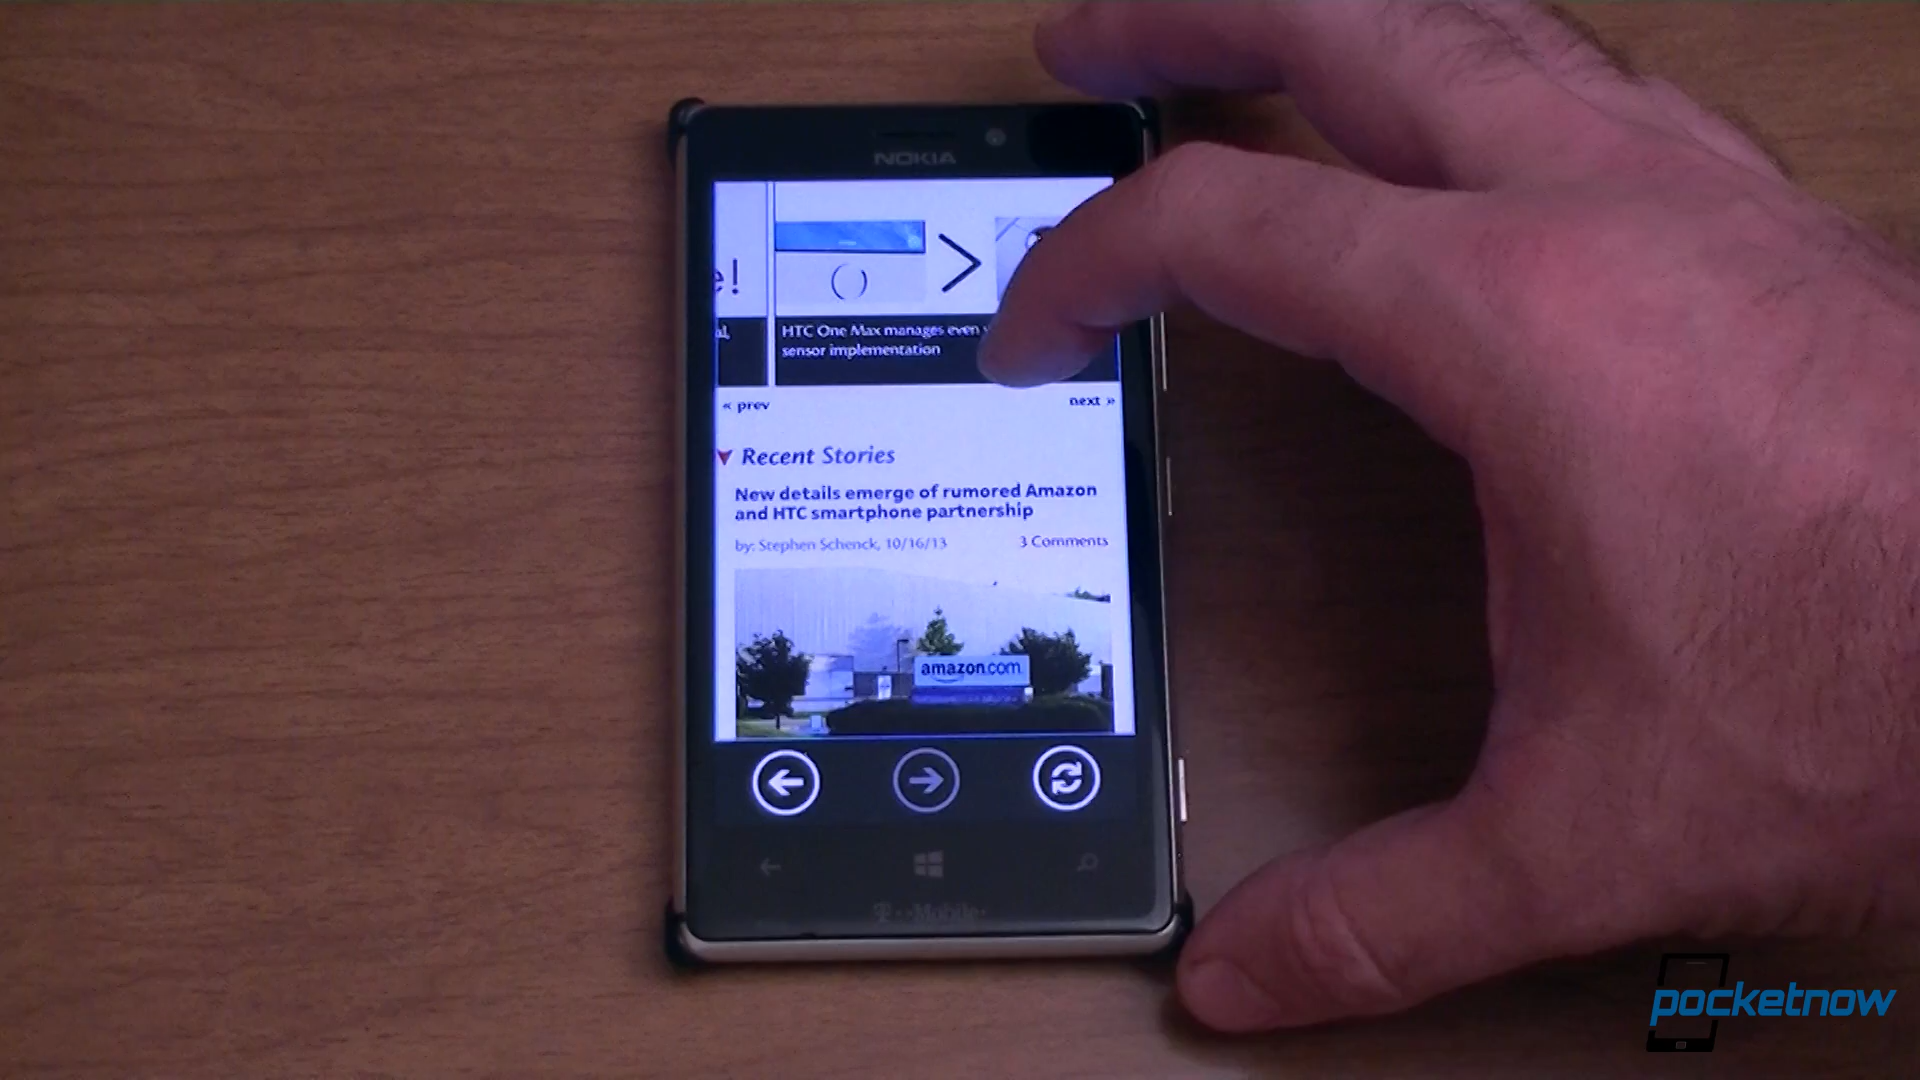 NOKIA
e!
al,
( )
>
HTC One Max manages even
sensor implementation
« prev
next »
Recent Stories
New details emerge of rumored Amazon
and HTC smartphone partnership
by: Stephen Schenck, 10/16/13
3 Comments
amazon.com
T··Mobile·
pocketnow